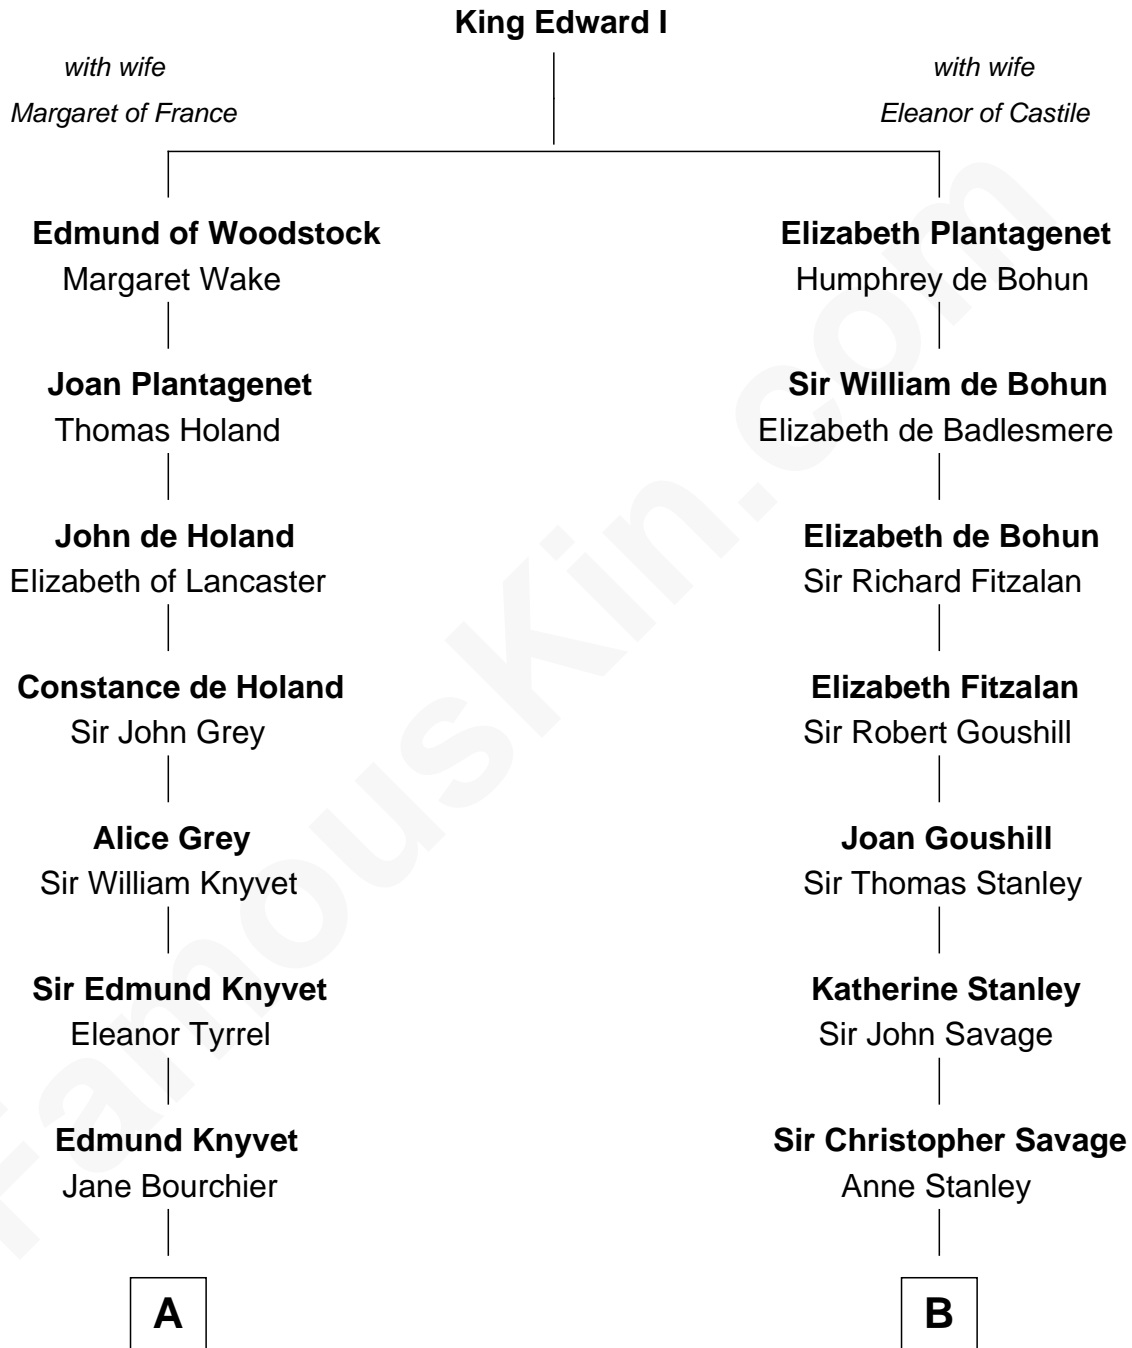 King Edward I
with wife
Margaret of France
with wife
Eleanor of Castile
Edmund of Woodstock
Margaret Wake
Elizabeth Plantagenet
Humphrey de Bohun
Joan Plantagenet
Thomas Holand
Sir William de Bohun
Elizabeth de Badlesmere
John de Holand
Elizabeth of Lancaster
Elizabeth de Bohun
Sir Richard Fitzalan
Constance de Holand
Sir John Grey
Elizabeth Fitzalan
Sir Robert Goushill
Alice Grey
Sir William Knyvet
Joan Goushill
Sir Thomas Stanley
Sir Edmund Knyvet
Eleanor Tyrrel
Katherine Stanley
Sir John Savage
Edmund Knyvet
Jane Bourchier
Sir Christopher Savage
Anne Stanley
A
B
FamousKin.com